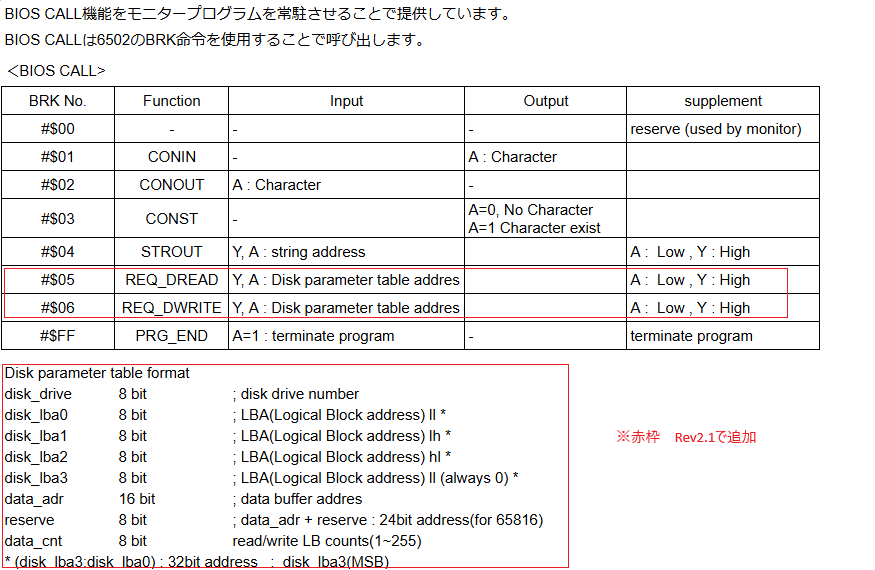 BIOS CALL機能をモニタープログラムを常駐させることで提供しています。
BIOS CALLは6502のBRK命令を使用することで呼び出します。
＜BIOS CALL>
BRK No. Function Input Output supplement
#$00 - - - reserve (used by monitor)
#$01 CONIN - A : Character
#$02 CONOUT A : Character -
#$03 CONST - A=0, No Character
A=1 Character exist
#$04 STROUT Y, A : string address A : Low , Y : High
#$05 REQ_DREAD Y, A : Disk parameter table addres A : Low , Y : High
#$06 REQ_DWRITE Y, A : Disk parameter table addres A : Low , Y : High
#$FF PRG_END A=1 : terminate program - terminate program
Disk parameter table format
disk_drive 8 bit ; disk drive number
disk_lba0 8 bit ; LBA(Logical Block address) ll *
disk_lba1 8 bit ; LBA(Logical Block address) lh *
disk_lba2 8 bit ; LBA(Logical Block address) hl *
disk_lba3 8 bit ; LBA(Logical Block address) ll (always 0) *
※赤枠 Rev2.1で追加
data_adr 16 bit ; data buffer addres
reserve 8 bit ; data_adr + reserve : 24bit address(for 65816)
data_cnt 8 bit read/write LB counts(1~255)
* (disk_lba3:disk_lba0) : 32bit address : disk_lba3(MSB)